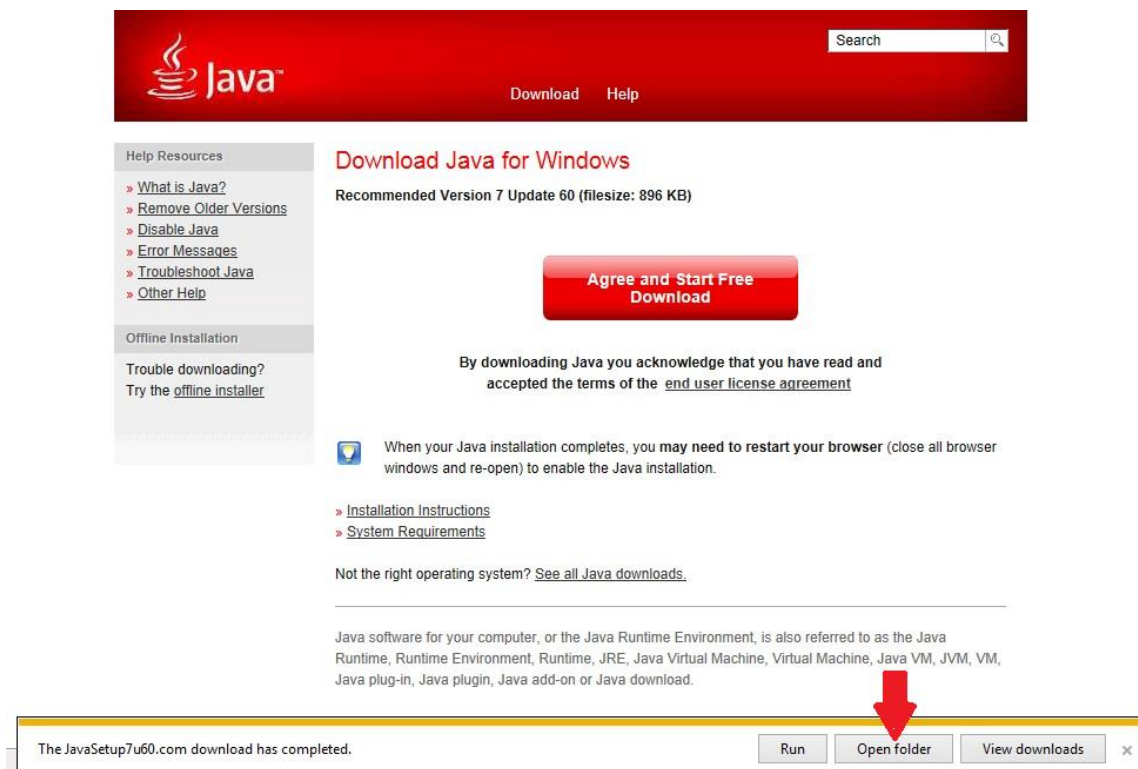 Java™
Search
Download Help
Help Resources
» What is Java?
» Remove Older Versions
» Disable Java
» Error Messages
» Troubleshoot Java
» Other Help
Offline Installation
Trouble downloading?
Try the offline installer
Download Java for Windows
Recommended Version 7 Update 60 (filesize: 896 KB)
Agree and Start Free
Download
By downloading Java you acknowledge that you have read and
accepted the terms of the end user license agreement
When your Java installation completes, you may need to restart your browser (close all browser
windows and re-open) to enable the Java installation.
» Installation Instructions
» System Requirements
Not the right operating system? See all Java downloads.
Java software for your computer, or the Java Runtime Environment, is also referred to as the Java
Runtime, Runtime Environment, Runtime, JRE, Java Virtual Machine, Virtual Machine, Java VM, JVM, VM,
Java plug-in, Java plugin, Java add-on or Java download.
The JavaSetup7u60.com download has completed.
Run Open folder View downloads ×